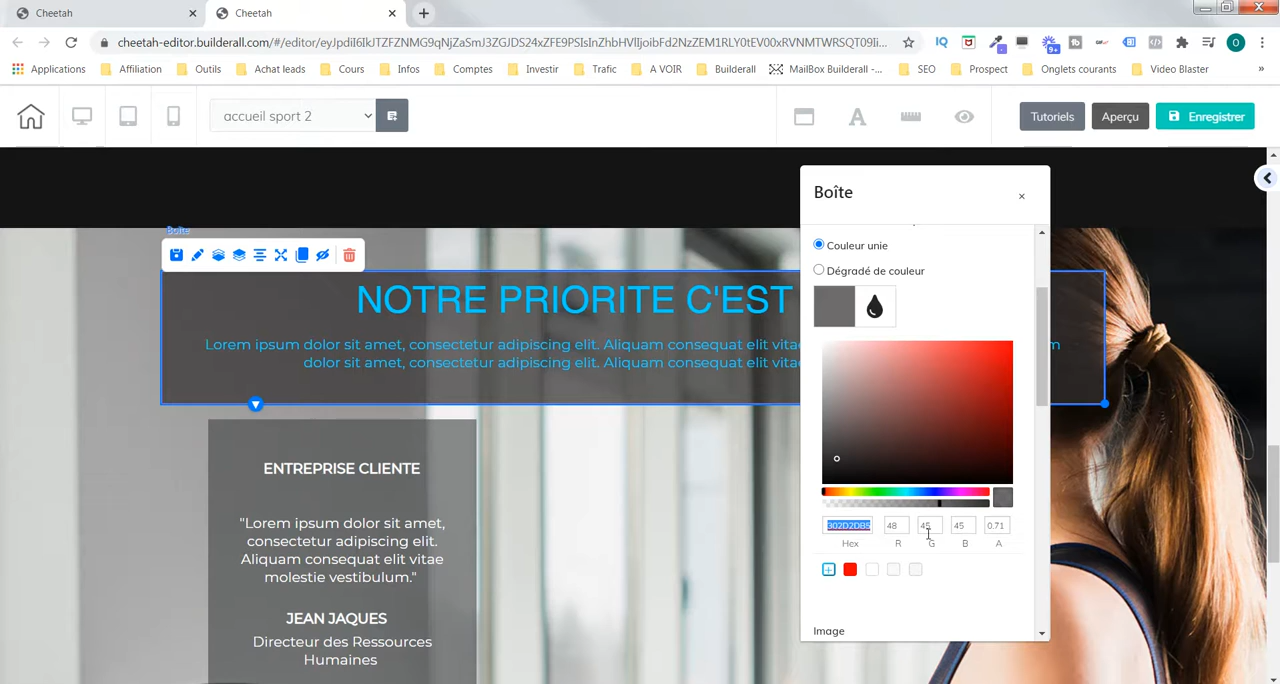 Cheetah
Cheetah
cheetah-editor.builderall.com/#/editor/
Applications
Affiliation
Outils
Achat leads
Cours
Infos
Comptes
Investir
Trafic
A VOIR
Builderall
MailBox Builderall -...
SEO
Prospect
Onglets courants
Video Blaster
»
accueil sport 2
Tutoriels
Aperçu
Enregistrer
Boîte
Boîte
Couleur unie
Dégradé de couleur
302D2DB5
48
45
45
0.71
Hex
R
G
B
A
Image
NOTRE PRIORITE C'EST
Lorem ipsum dolor sit amet, consectetur adipiscing elit. Aliquam consequat elit vitae
dolor sit amet, consectetur adipiscing elit. Aliquam consequat elit vitae
ENTREPRISE CLIENTE
"Lorem ipsum dolor sit amet,
consectetur adipiscing elit.
Aliquam consequat elit vitae
molestie vestibulum."
JEAN JAQUES
Directeur des Ressources
Humaines